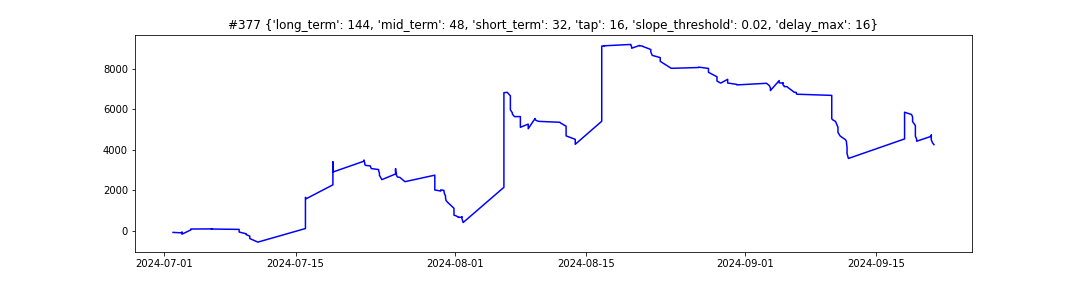 #377 {'long_term': 144, 'mid_term': 48, 'short_term': 32, 'tap': 16, 'slope_threshold': 0.02, 'delay_max': 16}
8000
6000
4000
2000
0
2024-07-01 2024-07-15 2024-08-01 2024-08-15 2024-09-01 2024-09-15